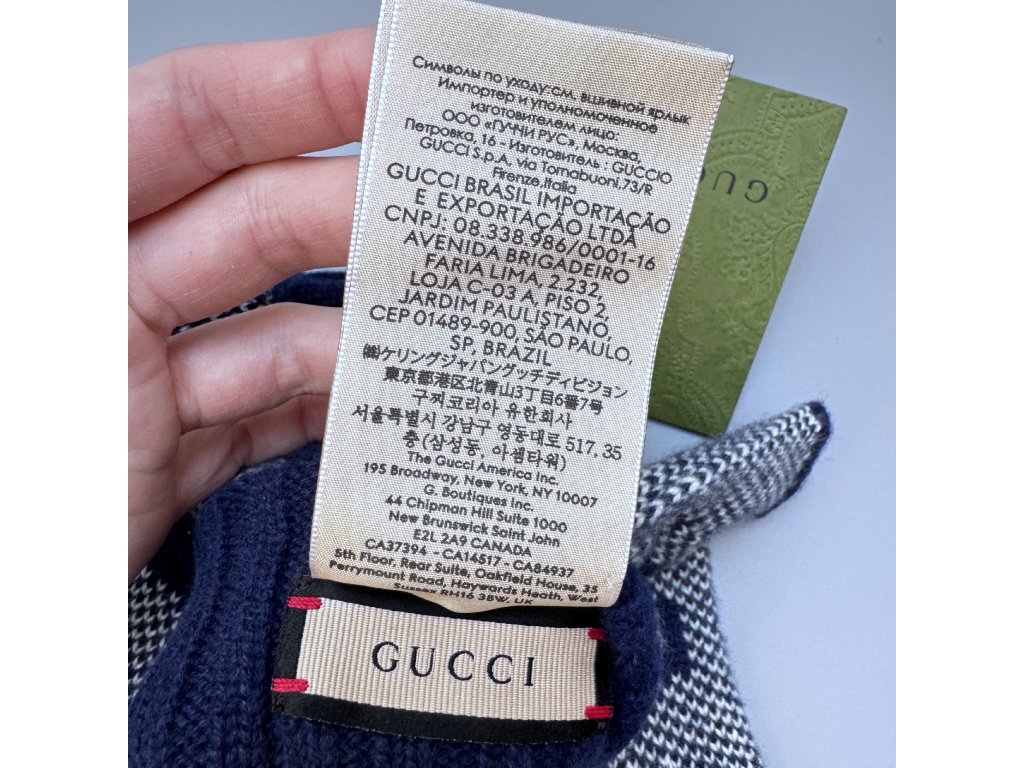 Символы по уходу:см. вшивной ярлык
Импортер и уполномоченное
изготовителем лицо:
ООО «ГУЧЧИ РУС», Москва,
Петровка, 16 - Изготовитель : GUCCIO
GUCCI S.p.A. via Tornabuoni,73/R
Firenze,Italia
GUCCI BRASIL IMPORTAÇÃO
E EXPORTAÇÃO LTDA
CNPJ: 08.338.986/0001-16
AVENIDA BRIGADEIRO
FARIA LIMA, 2.232,
LOJA C-03 A, PISO 2,
JARDIM PAULISTANO,
CEP 01489-900, SÃO PAULO,
SP, BRAZIL
㈱ケリングジャパングッチディビジョン
東京都港区北青山3丁目6番7号
구찌코리아 유한회사
서울특별시 강남구 영동대로 517, 35
층 (삼성동, 아셈타워)
The Gucci America Inc.
195 Broadway, New York, NY 10007
G. Boutiques Inc.
44 Chipman Hill Suite 1000
New Brunswick Saint John
E2L 2A9 CANADA
CA37394 - CA14517 - CA84937
5th Floor, Rear Suite, Oakfield House, 35
Perrymount Road, Haywards Heath, West
Sussex RH16 3BW, UK
GUCCI
GUC